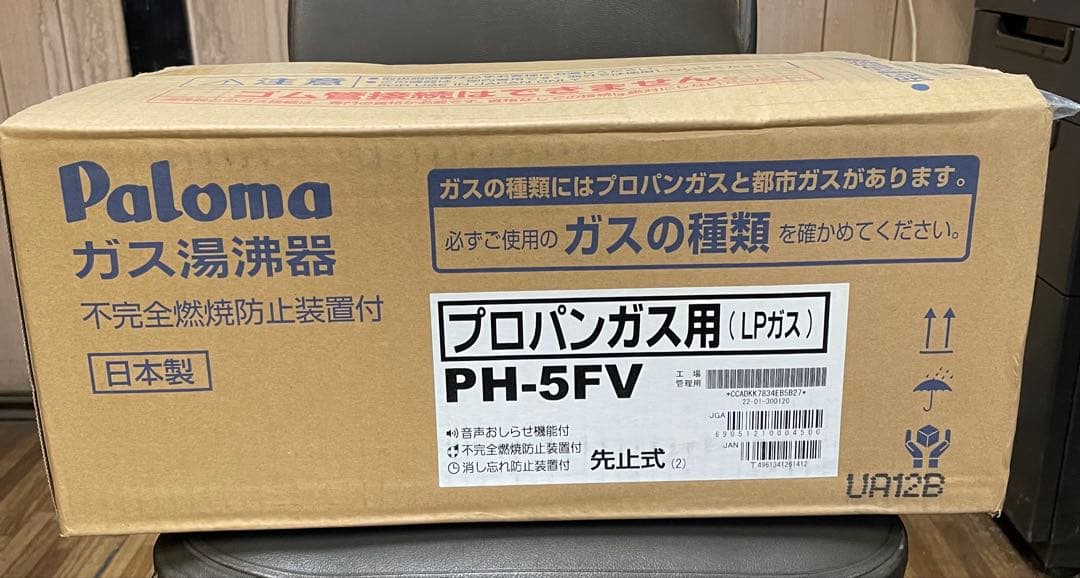 注意
ゴム管接続はできません
Paloma
ガス湯沸器
不完全燃焼防止装置付
日本製
ガスの種類にはプロパンガスと都市ガスがあります。
必ずご使用の ガスの種類 を確かめてください。
プロパンガス用(LPガス)
PH-5FV
工場
管理用
*CCADKK7834EB5B27*
22-01-300120
音声おしらせ機能付
不完全燃焼防止装置付
消し忘れ防止装置付
先止式(2)
JGA
69051210004500
JAN
T 4961341261412
UA12B